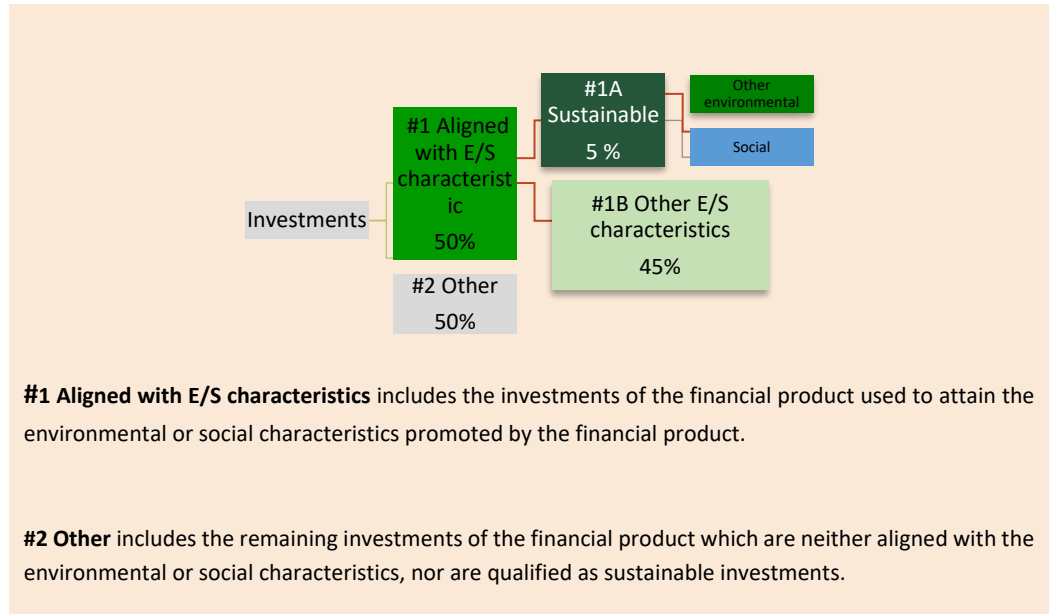 Investments
#1 Aligned
with E/S
characterist
ic
50%
#2 Other
50%
#1A
Sustainable
5 %
Other
environmental
Social
#1B Other E/S
characteristics
45%
#1 Aligned with E/S characteristics includes the investments of the financial product used to attain the
environmental or social characteristics promoted by the financial product.
#2 Other includes the remaining investments of the financial product which are neither aligned with the
environmental or social characteristics, nor are qualified as sustainable investments.